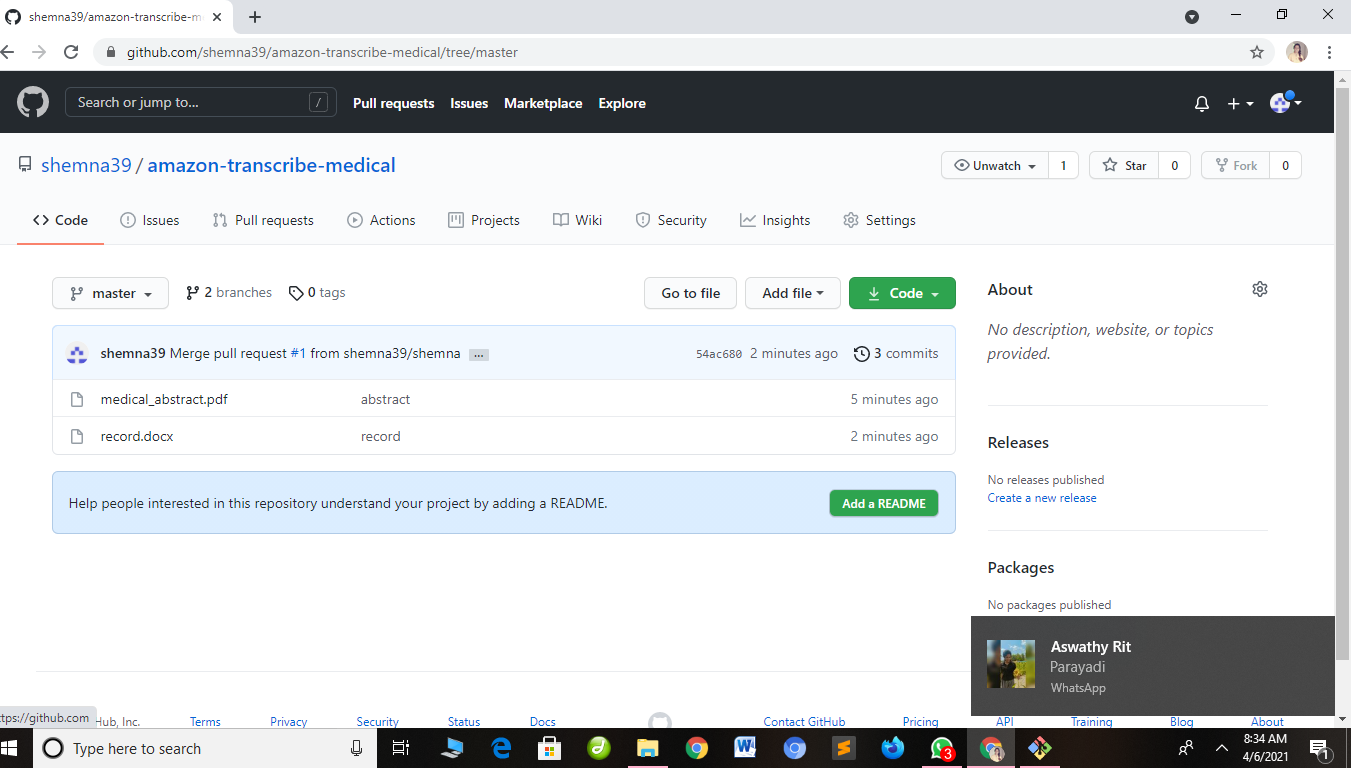 shemna39/amazon-transcribe-m
github.com/shemna39/amazon-transcribe-medical/tree/master
Search or jump to... /
Pull requests Issues Marketplace Explore
shemna39 / amazon-transcribe-medical
Unwatch 1 Star 0 Fork 0
Code Issues Pull requests Actions Projects Wiki Security Insights Settings
master 2 branches 0 tags Go to file Add file Code
shemna39 Merge pull request #1 from shemna39/shemna ... 54ac680 2 minutes ago 3 commits
medical_abstract.pdf abstract 5 minutes ago
record.docx record 2 minutes ago
Help people interested in this repository understand your project by adding a README. Add a README
About
No description, website, or topics
provided.
Releases
No releases published
Create a new release
Packages
No packages published
Aswathy Rit
Parayadi
WhatsApp
ttps://github.com Hub, Inc. Terms Privacy Security Status Docs Contact GitHub Pricing API Training Blog About
Type here to search
3
8:34 AM
4/6/2021
1